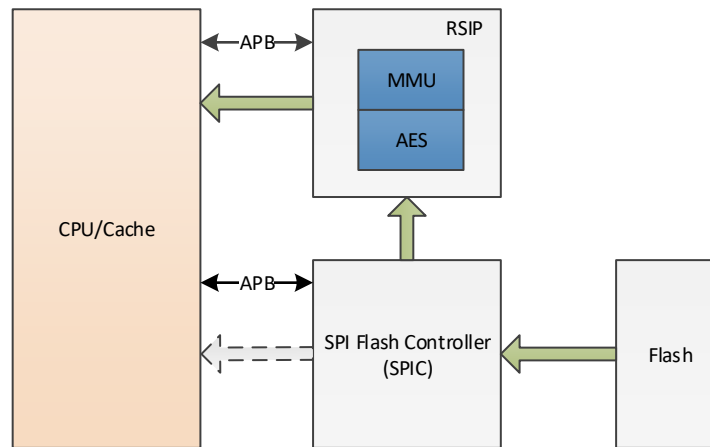 RSIP
APB
MMU
AES
CPU/Cache
APB
SPI Flash Controller
(SPIC)
Flash